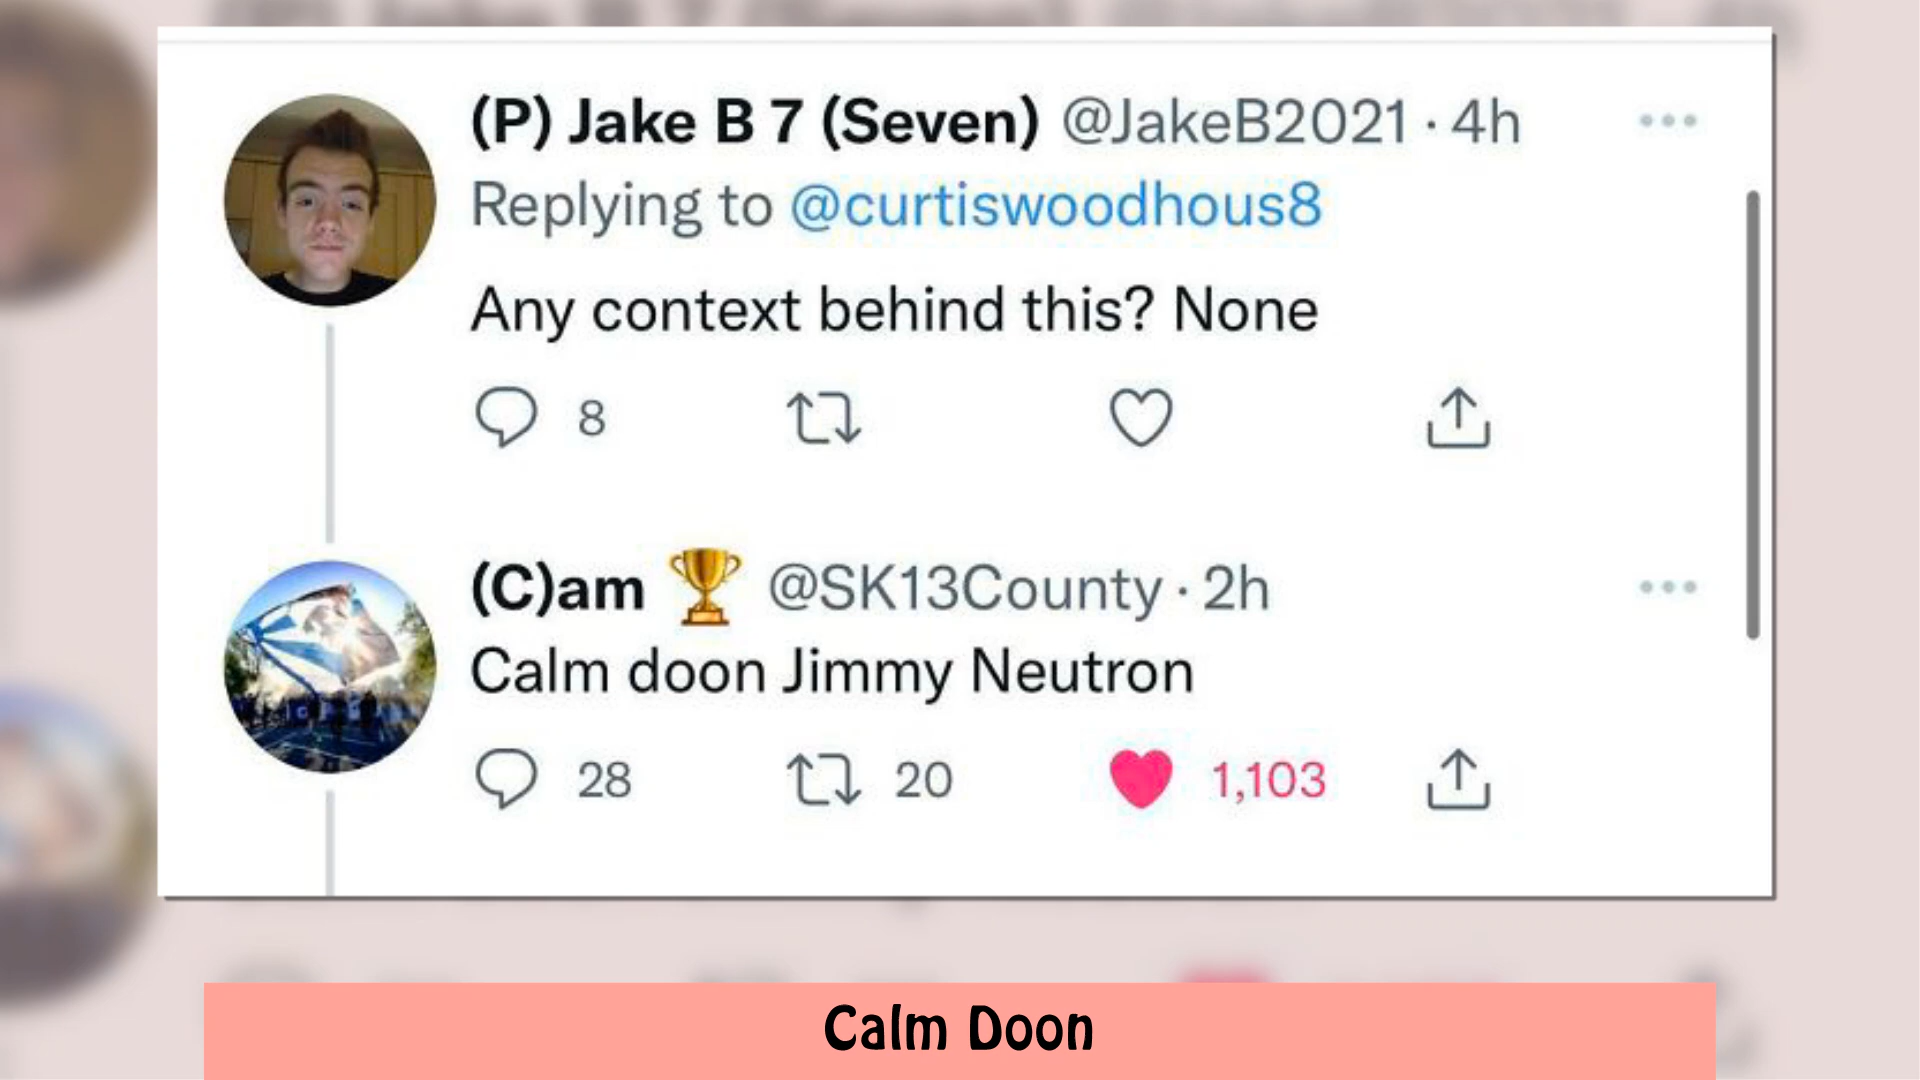 (P) Jake B 7 (Seven) @JakeB2021 · 4h
Replying to @curtiswoodhous8
Any context behind this? None
8
(C)am 🏆 @SK13County · 2h
Calm doon Jimmy Neutron
28 20 1,103
Calm Doon